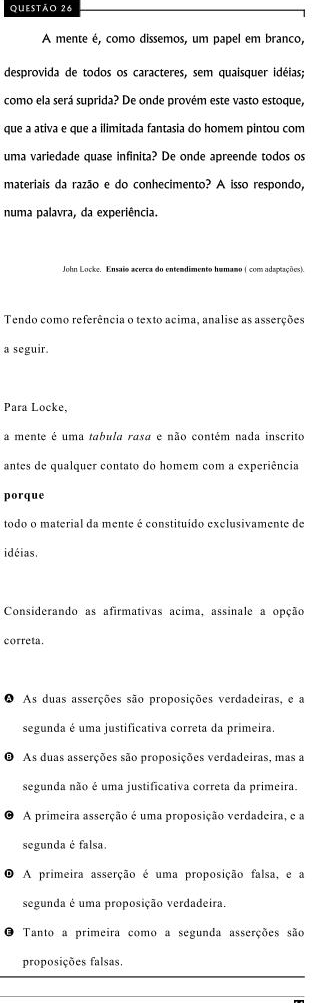 QUESTÃO 26
A mente é, como dissemos, um papel em branco,
desprovida de todos os caracteres, sem quaisquer idéias;
como ela será suprida? De onde provém este vasto estoque,
que a ativa e que a ilimitada fantasia do homem pintou com
uma variedade quase infinita? De onde apreende todos os
materiais da razão e do conhecimento? A isso respondo,
numa palavra, da experiência.
John Locke. Ensaio acerca do entendimento humano ( com adaptações).
Tendo como referência o texto acima, analise as asserções
a seguir.
Para Locke,
a mente é uma tabula rasa e não contém nada inscrito
antes de qualquer contato do homem com a experiência
porque
todo o material da mente é constituído exclusivamente de
idéias.
Considerando as afirmativas acima, assinale a opção
correta.
A As duas asserções são proposições verdadeiras, e a
segunda é uma justificativa correta da primeira.
B As duas asserções são proposições verdadeiras, mas a
segunda não é uma justificativa correta da primeira.
C A primeira asserção é uma proposição verdadeira, e a
segunda é falsa.
D A primeira asserção é uma proposição falsa, e a
segunda é uma proposição verdadeira.
E Tanto a primeira como a segunda asserções são
proposições falsas.